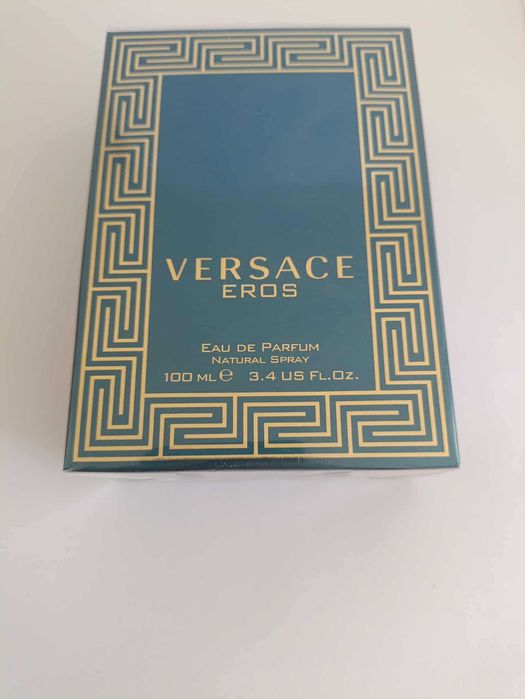 VERSACE
EROS
EAU DE PARFUM
NATURAL SPRAY
100 ML ℮ 3.4 US FL.OZ.